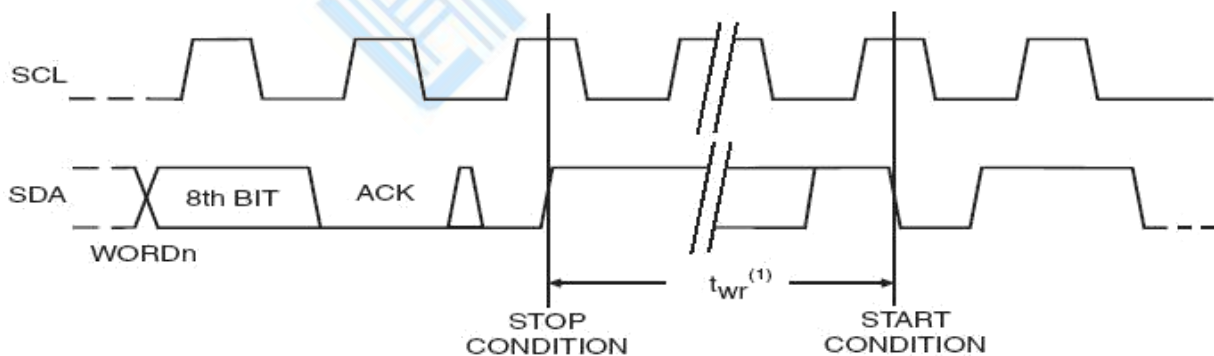 SCL
SDA
8th BIT
ACK
WORDn
twr(1)
STOP
CONDITION
START
CONDITION